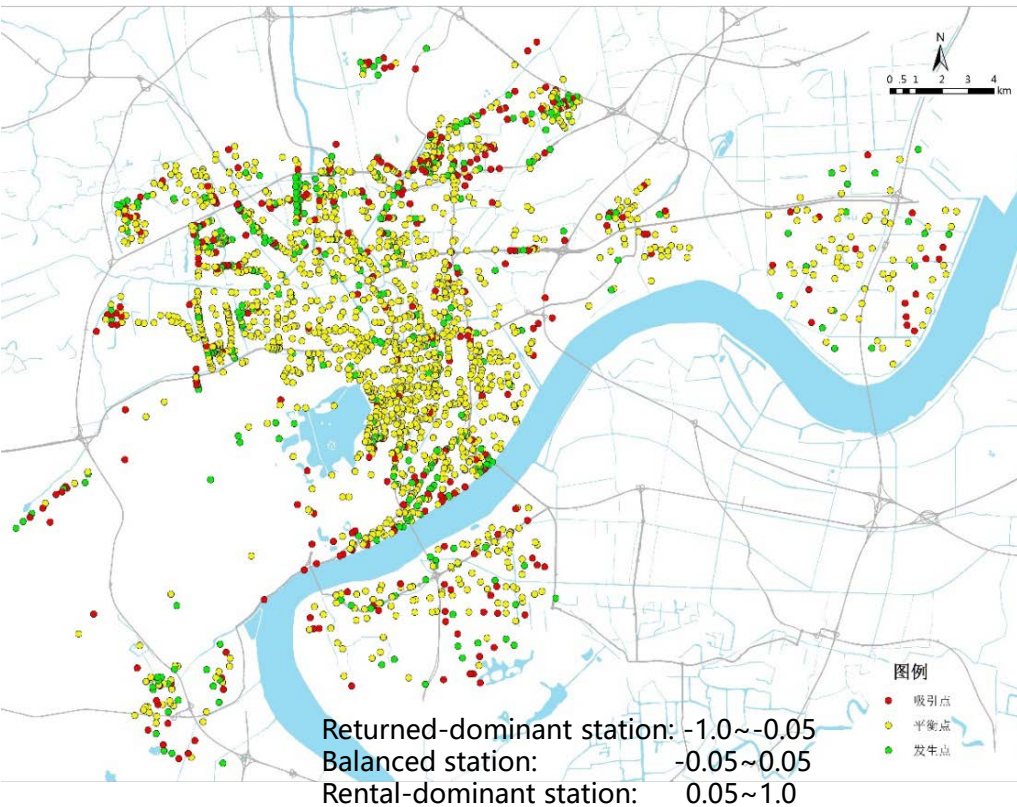 N
0 .5 1 2 3 4
km
图例
吸引点
平衡点
发生点
Returned-dominant station: -1.0~-0.05
Balanced station: -0.05~0.05
Rental-dominant station: 0.05~1.0